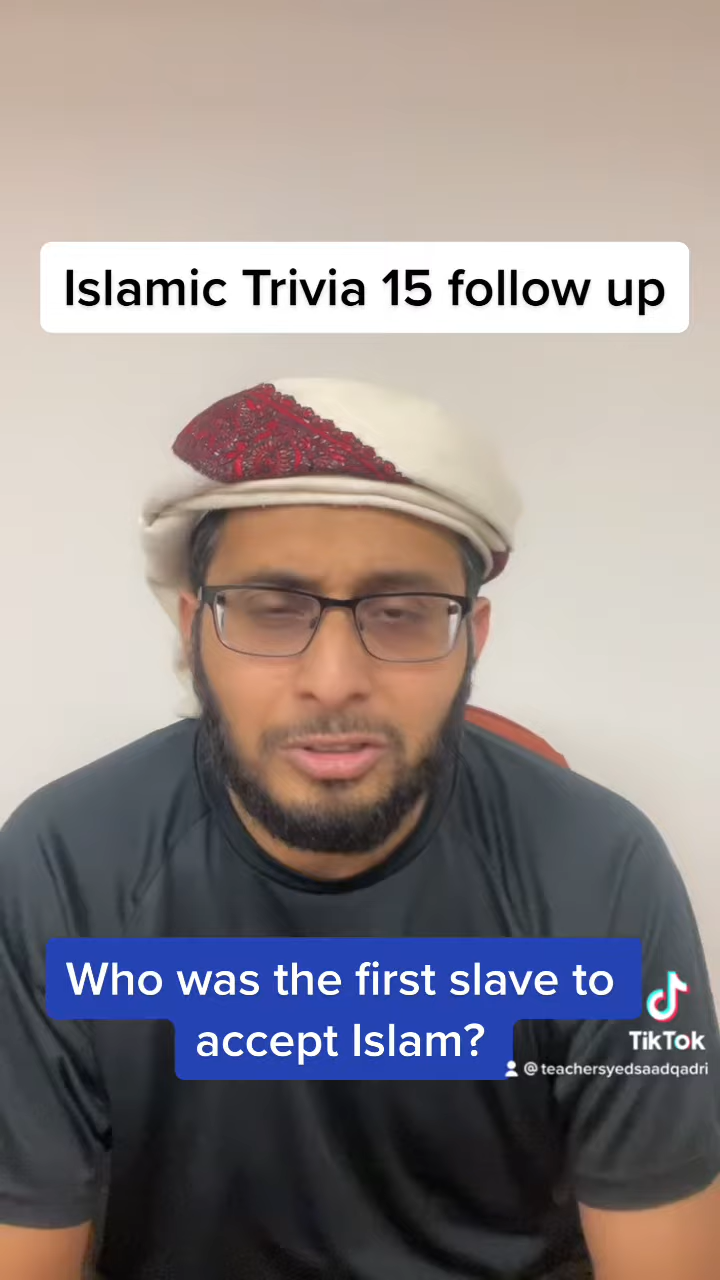 Islamic Trivia 15 follow up
Who was the first slave to
accept Islam?
TikTok
@teachersyedsaadqadri